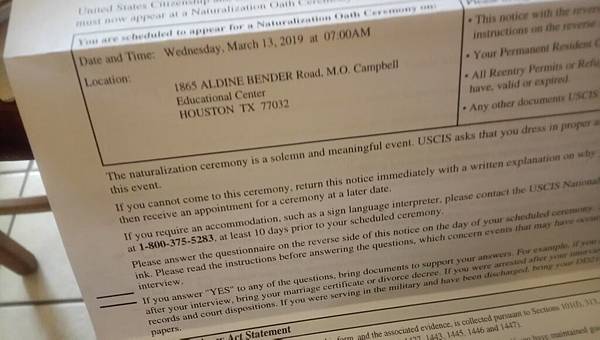 United States Citizenship
must now appear at a Naturalization Oath Ceremony
You are scheduled to appear for a Naturalization Oath Ceremony on:
Date and Time: Wednesday, March 13, 2019 at 07:00AM
Location:
1865 ALDINE BENDER Road, M.O. Campbell
Educational Center
HOUSTON TX 77032
• This notice with the
instructions on the reverse
• Your Permanent Resident
• All Reentry Permits or
have, valid or expired.
• Any other documents USCIS
The naturalization ceremony is a solemn and meaningful event. USCIS asks that you dress in proper
this event.
If you cannot come to this ceremony, return this notice immediately with a written explanation on why
then receive an appointment for a ceremony at a later date.
If you require an accommodation, such as a sign language interpreter, please contact the USCIS
at 1-800-375-5283, at least 10 days prior to your scheduled ceremony.
Please answer the questionnaire on the reverse side of this notice on the day of your scheduled ceremony.
ink. Please read the instructions before answering the questions, which concern events that may have
interview.
If you answer "YES" to any of the questions, bring documents to support your answers. For example, if you
after your interview, bring your marriage certificate or divorce decree. If you were arrested after your
records and court dispositions. If you were serving in the military and have been discharged, bring your
papers.
Act Statement
form and the associated evidence, is collected pursuant to Sections
1443, 1445, 1446 and 1447).
have maintained